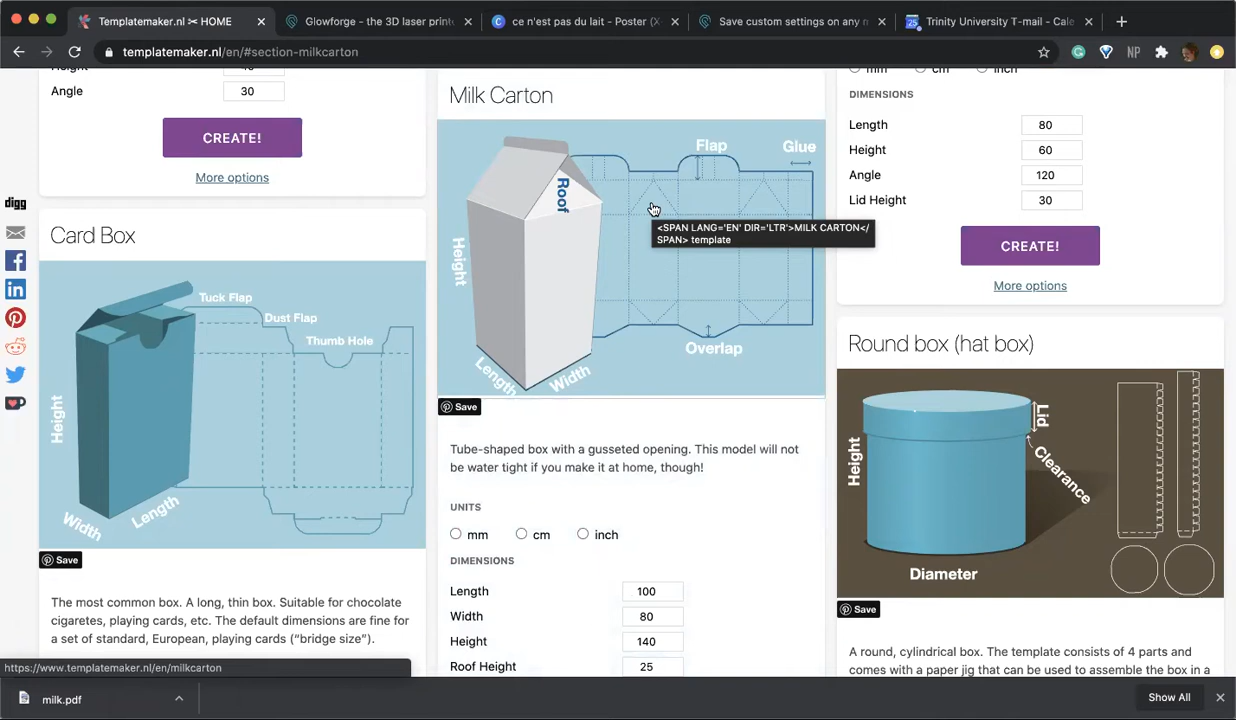 Templatemaker.nl ✂ HOME
Glowforge - the 3D laser print
ce n'est pas du lait - Poster (X
Save custom settings on any m
Trinity University T-mail - Cale
templatemaker.nl/en/#section-milkcarton
NP
Angle 30
CREATE!
More options
digg
Card Box
Tuck Flap
Dust Flap
Thumb Hole
Height
Width
Length
Save
The most common box. A long, thin box. Suitable for chocolate
cigaretes, playing cards, etc. The default dimensions are fine for
a set of standard, European, playing cards (“bridge size”).
Milk Carton
Flap
Glue
Roof
Height
Length
Width
Overlap
<SPAN LANG='EN' DIR='LTR'>MILK CARTON</
SPAN> template
Save
Tube-shaped box with a gusseted opening. This model will not
be water tight if you make it at home, though!
UNITS
mm cm inch
DIMENSIONS
Length 100
Width 80
Height 140
Roof Height 25
mm cm inch
DIMENSIONS
Length 80
Height 60
Angle 120
Lid Height 30
CREATE!
More options
Round box (hat box)
Lid
Height
Clearance
Diameter
Save
A round, cylindrical box. The template consists of 4 parts and
comes with a paper jig that can be used to assemble the box in a
https://www.templatemaker.nl/en/milkcarton
milk.pdf
Show All